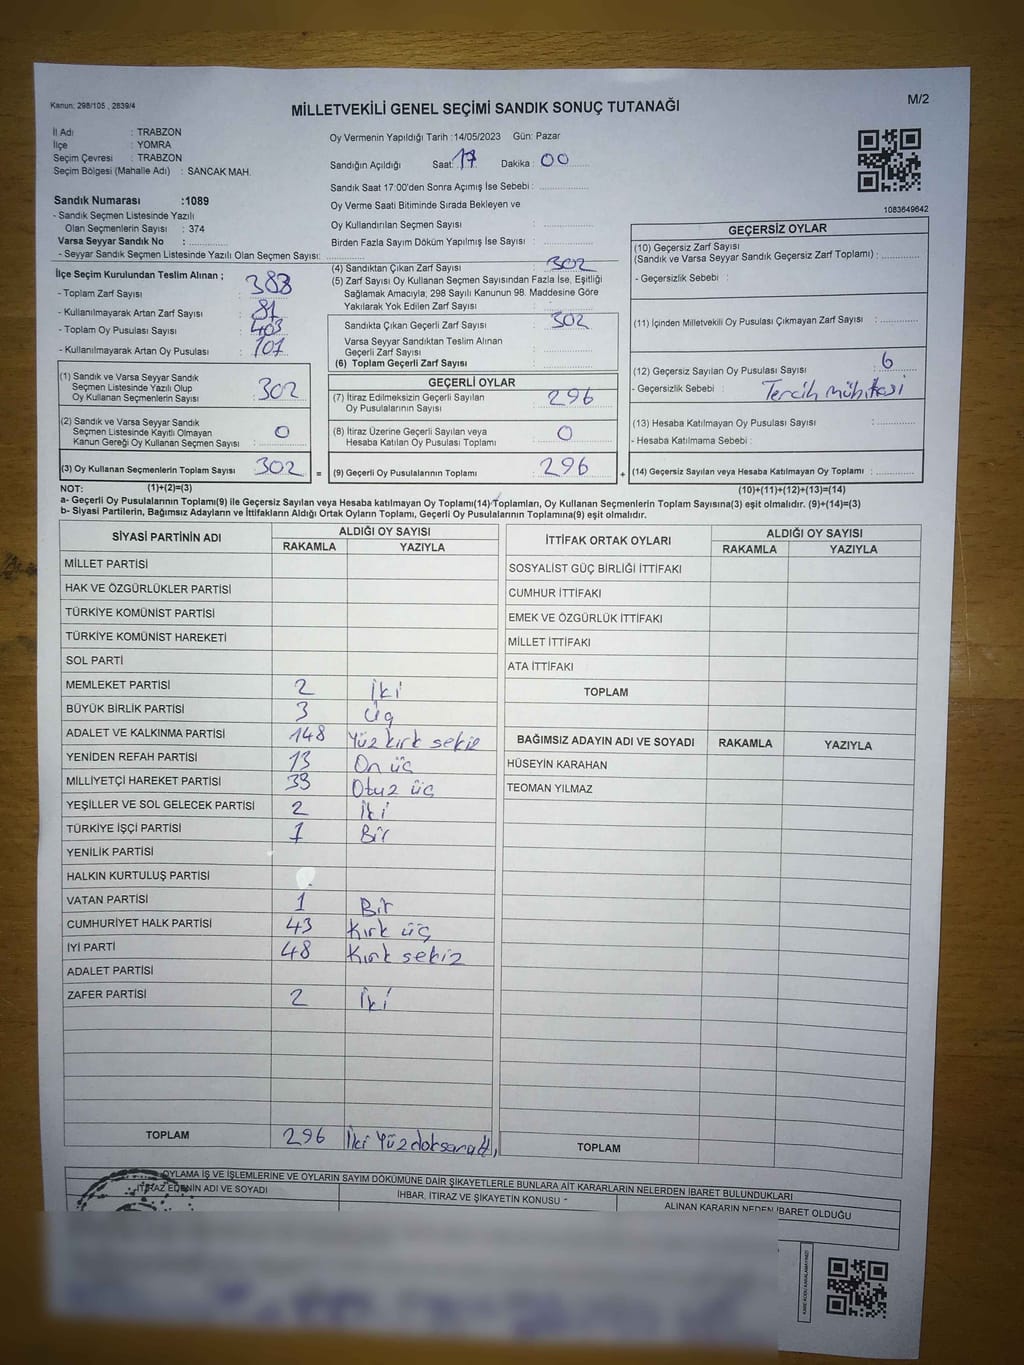 Kanun: 298/105 , 2839/4
MİLLETVEKİLİ GENEL SEÇİMİ SANDIK SONUÇ TUTANAĞI
M/2
İl Adı : TRABZON
İlçe : YOMRA
Seçim Çevresi : TRABZON
Seçim Bölgesi (Mahalle Adı) : SANCAK MAH.
Oy Vermenin Yapıldığı Tarih :14/05/2023 Gün: Pazar
Sandığın Açıldığı Saat: 17 Dakika : 00
Sandık Saat 17:00'den Sonra Açımış İse Sebebi :
Oy Verme Saati Bitiminde Sırada Bekleyen ve
Oy Kullandırılan Seçmen Sayısı :
Birden Fazla Sayım Döküm Yapılmış İse Sayısı :
1083649642
Sandık Numarası :1089
- Sandık Seçmen Listesinde Yazılı
Olan Seçmenlerin Sayısı : 374
Varsa Seyyar Sandık No :
- Seyyar Sandık Seçmen Listesinde Yazılı Olan Seçmen Sayısı:
İlçe Seçim Kurulundan Teslim Alınan ;
- Toplam Zarf Sayısı : 383
- Kullanılmayarak Artan Zarf Sayısı : 81
- Toplam Oy Pusulası Sayısı : 403
- Kullanılmayarak Artan Oy Pusulası : 101
(4) Sandıktan Çıkan Zarf Sayısı : 302
(5) Zarf Sayısı Oy Kullanan Seçmen Sayısından Fazla İse, Eşitliği
Sağlamak Amacıyla; 298 Sayılı Kanunun 98. Maddesine Göre
Yakılarak Yok Edilen Zarf Sayısı :
Sandıkta Çıkan Geçerli Zarf Sayısı : 302
Varsa Seyyar Sandıktan Teslim Alınan
Geçerli Zarf Sayısı :
(6) Toplam Geçerli Zarf Sayısı :
GEÇERSİZ OYLAR
(10) Geçersiz Zarf Sayısı
(Sandık ve Varsa Seyyar Sandık Geçersiz Zarf Toplamı) :
- Geçersizlik Sebebi :
(11) İçinden Milletvekili Oy Pusulası Çıkmayan Zarf Sayısı :
(12) Geçersiz Sayılan Oy Pusulası Sayısı : 6
- Geçersizlik Sebebi : Tercih mühürü
(13) Hesaba Katılmayan Oy Pusulası Sayısı :
- Hesaba Katılmama Sebebi :
(14) Geçersiz Sayılan veya Hesaba Katılmayan Oy Toplamı :
(1) Sandık ve Varsa Seyyar Sandık
Seçmen Listesinde Yazılı Olup
Oy Kullanan Seçmenlerin Sayısı : 302
(2) Sandık ve Varsa Seyyar Sandık
Seçmen Listesinde Kayıtlı Olmayan
Kanun Gereği Oy Kullanan Seçmen Sayısı : 0
(3) Oy Kullanan Seçmenlerin Toplam Sayısı : 302 =
GEÇERLİ OYLAR
(7) İtiraz Edilmeksizin Geçerli Sayılan
Oy Pusulalarının Sayısı : 296
(8) İtiraz Üzerine Geçerli Sayılan veya
Hesaba Katılan Oy Pusulası Toplamı : 0
(9) Geçerli Oy Pusulalarının Toplamı : 296 +
NOT: (1)+(2)=(3)
(10)+(11)+(12)+(13)=(14)
a- Geçerli Oy Pusulalarının Toplamı(9) ile Geçersiz Sayılan veya Hesaba katılmayan Oy Toplamı(14) Toplamları, Oy Kullanan Seçmenlerin Toplam Sayısına(3) eşit olmalıdır. (9)+(14)=(3)
b- Siyasi Partilerin, Bağımsız Adayların ve İttifakların Aldığı Ortak Oyların Toplamı, Geçerli Oy Pusulalarının Toplamına(9) eşit olmalıdır.
SİYASİ PARTİNİN ADI ALDIĞI OY SAYISI
RAKAMLA YAZIYLA
MİLLET PARTİSİ
HAK VE ÖZGÜRLÜKLER PARTİSİ
TÜRKİYE KOMÜNİST PARTİSİ
TÜRKİYE KOMÜNİST HAREKETİ
SOL PARTİ
MEMLEKET PARTİSİ 2 İki
BÜYÜK BİRLİK PARTİSİ 3 Üç
ADALET VE KALKINMA PARTİSİ 148 Yüz kırk sekiz
YENİDEN REFAH PARTİSİ 13 On üç
MİLLİYETÇİ HAREKET PARTİSİ 33 Otuz üç
YEŞİLLER VE SOL GELECEK PARTİSİ 2 İki
TÜRKİYE İŞÇİ PARTİSİ 1 Bir
YENİLİK PARTİSİ
HALKIN KURTULUŞ PARTİSİ
VATAN PARTİSİ 1 Bir
CUMHURİYET HALK PARTİSİ 43 Kırk üç
İYİ PARTİ 48 Kırk sekiz
ADALET PARTİSİ
ZAFER PARTİSİ 2 İki
TOPLAM 296 İki Yüz doksan altı
İTTİFAK ORTAK OYLARI ALDIĞI OY SAYISI
RAKAMLA YAZIYLA
SOSYALİST GÜÇ BİRLİĞİ İTTİFAKI
CUMHUR İTTİFAKI
EMEK VE ÖZGÜRLÜK İTTİFAKI
MİLLET İTTİFAKI
ATA İTTİFAKI
TOPLAM
BAĞIMSIZ ADAYIN ADI VE SOYADI RAKAMLA YAZIYLA
HÜSEYİN KARAHAN
TEOMAN YILMAZ
TOPLAM
OYLAMA İŞ VE İŞLEMLERİNE VE OYLARIN SAYIM DÖKÜMÜNE DAİR ŞİKAYETLERLE BUNLARA AİT KARARLARIN NELERDEN İBARET BULUNDUKLARI
İTİRAZ EDENİN ADI VE SOYADI
İHBAR, İTİRAZ VE ŞİKAYETİN KONUSU
ALINAN KARARIN NEDEN İBARET OLDUĞU